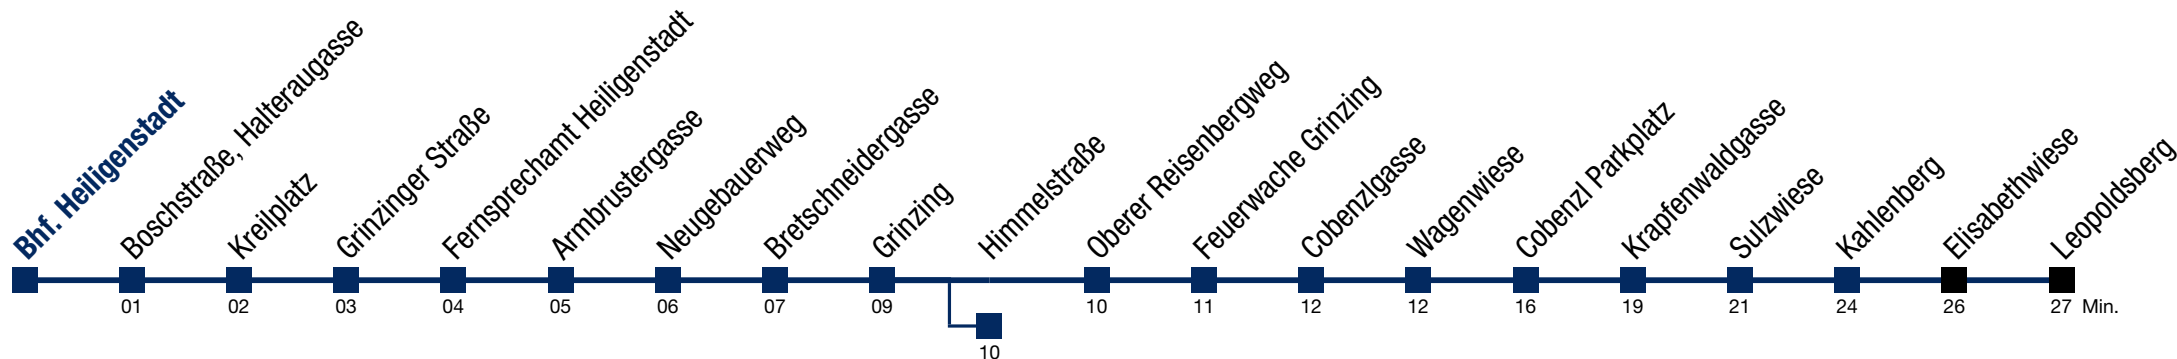 Bhf. Heiligenstadt
Boschstraße, Halteraugasse
Kreilplatz
Grinzinger Straße
Fernsprechamt Heiligenstadt
Armbrustergasse
Neugebauerweg
Bretschneidergasse
Grinzing
Himmelstraße
Oberer Reisenbergweg
Feuerwache Grinzing
Cobenzlgasse
Wagenwiese
Cobenzl Parkplatz
Krapfenwaldgasse
Sulzwiese
Kahlenberg
Elisabethwiese
Leopoldsberg
01 02 03 04 05 06 07 09 10 11 12 12 16 19 21 24 26 27 Min.
10